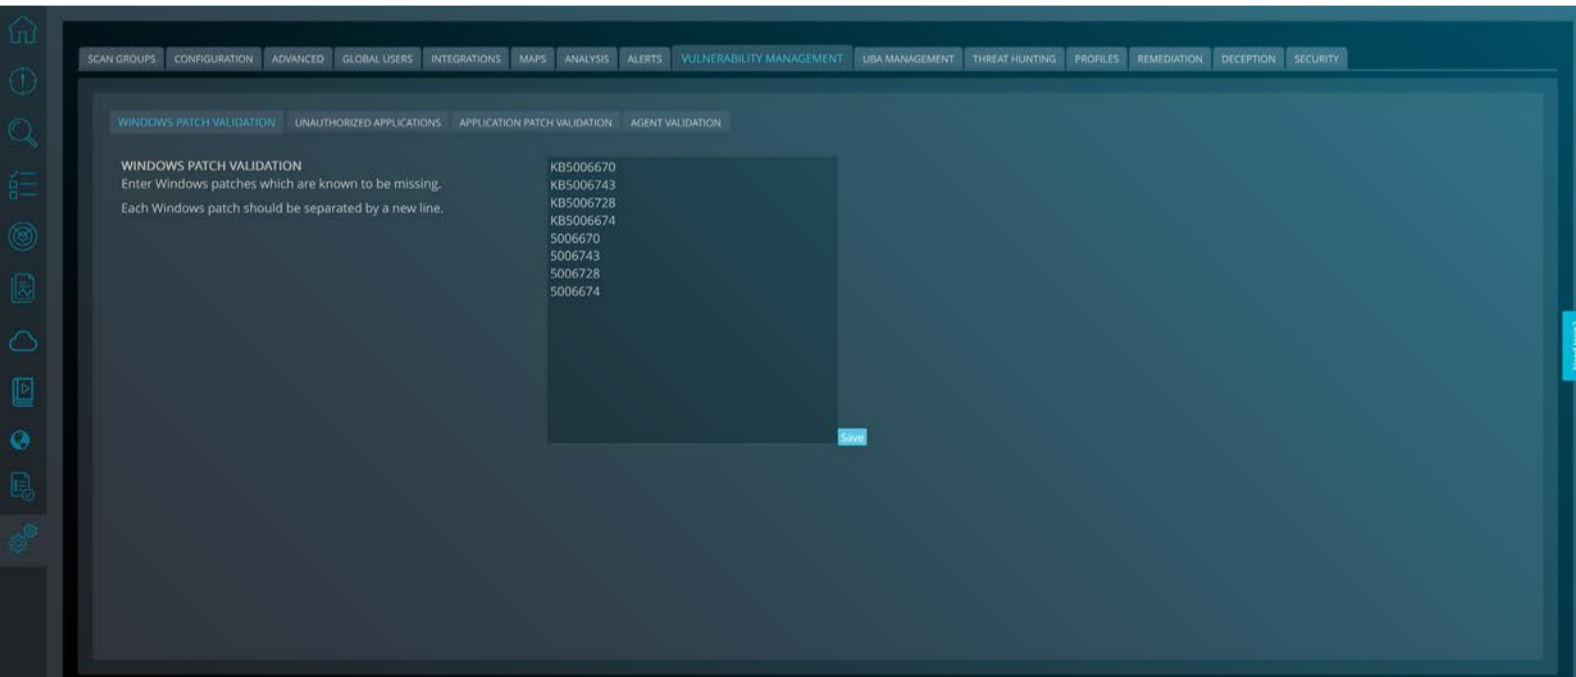 SCAN GROUPS CONFIGURATION ADVANCED GLOBAL USERS INTEGRATIONS MAPS ANALYSIS ALERTS VULNERABILITY MANAGEMENT UBA MANAGEMENT THREAT HUNTING PROFILES REMEDIATION DECEPTION SECURITY
WINDOWS PATCH VALIDATION UNAUTHORIZED APPLICATIONS APPLICATION PATCH VALIDATION AGENT VALIDATION
WINDOWS PATCH VALIDATION
Enter Windows patches which are known to be missing.
Each Windows patch should be separated by a new line.
KB5006670
KB5006743
KB5006728
KB5006674
5006670
5006743
5006728
5006674
Save